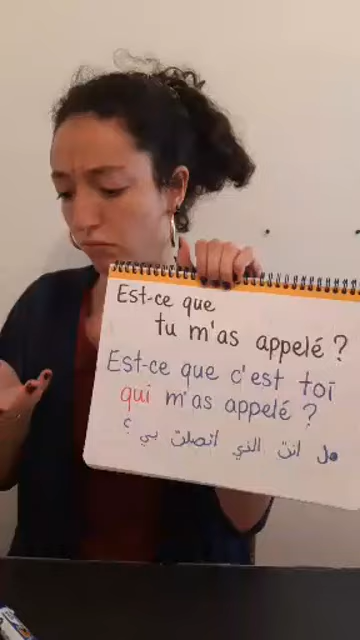 Est-ce que
tu m'as appelé ?
Est-ce que c'est toi
qui m'as appelé ?
هل انت الذي اتصلت بي ؟